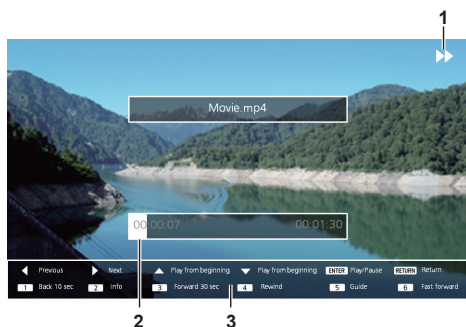 1
Movie.mp4
00:00:07 00:01:30
Previous Next Play from beginning Play from beginning ENTER Play/Pause RETURN Return
1 Back 10 sec 2 Info 3 Forward 30 sec 4 Rewind 5 Guide 6 Fast forward
2 3